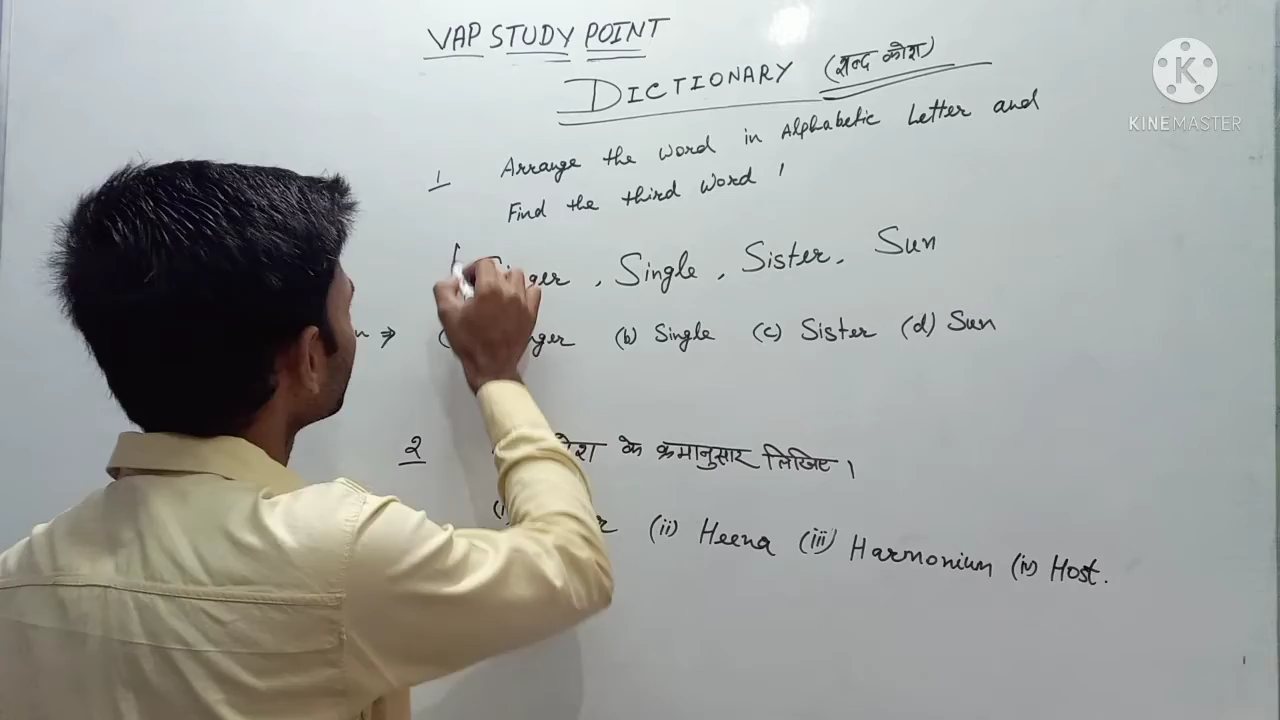 VAP STUDY POINT
DICTIONARY (शब्द कोश)
1 Arrange the word in Alphabetic Letter and
Find the third word '
, Single, Sister, Sun
(b) Single (c) Sister (d) Sun
२ के क्रमानुसार लिखिए।
(ii) Heena (iii) Harmonium (iv) Host.
KINEMASTER